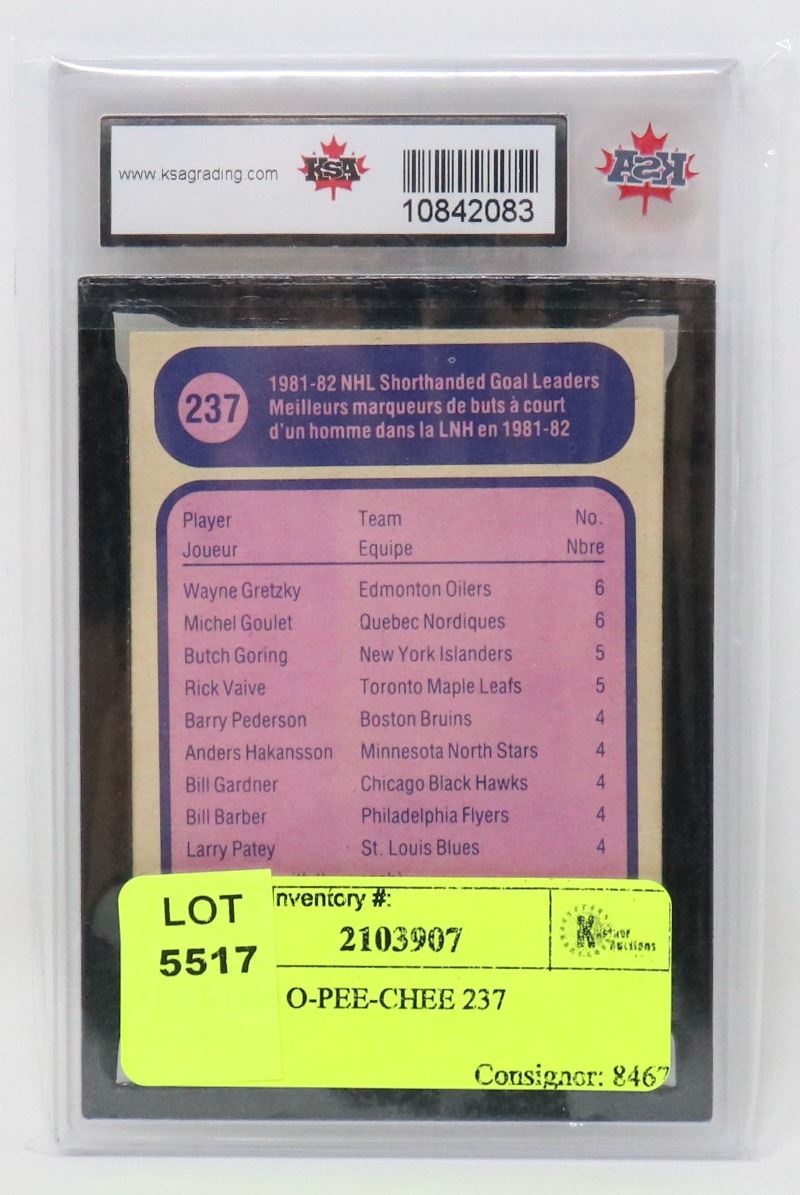 www.ksagrading.com KSA
10842083
KSA
237
1981-82 NHL Shorthanded Goal Leaders
Meilleurs marqueurs de buts à court
d'un homme dans la LNH en 1981-82
Player Team No.
Joueur Equipe Nbre
Wayne Gretzky Edmonton Oilers 6
Michel Goulet Quebec Nordiques 6
Butch Goring New York Islanders 5
Rick Vaive Toronto Maple Leafs 5
Barry Pederson Boston Bruins 4
Anders Hakansson Minnesota North Stars 4
Bill Gardner Chicago Black Hawks 4
Bill Barber Philadelphia Flyers 4
Larry Patey St. Louis Blues 4
LOT
5517
nventory #:
2103907
Auctions
O-PEE-CHEE 237
Consignor: 8467